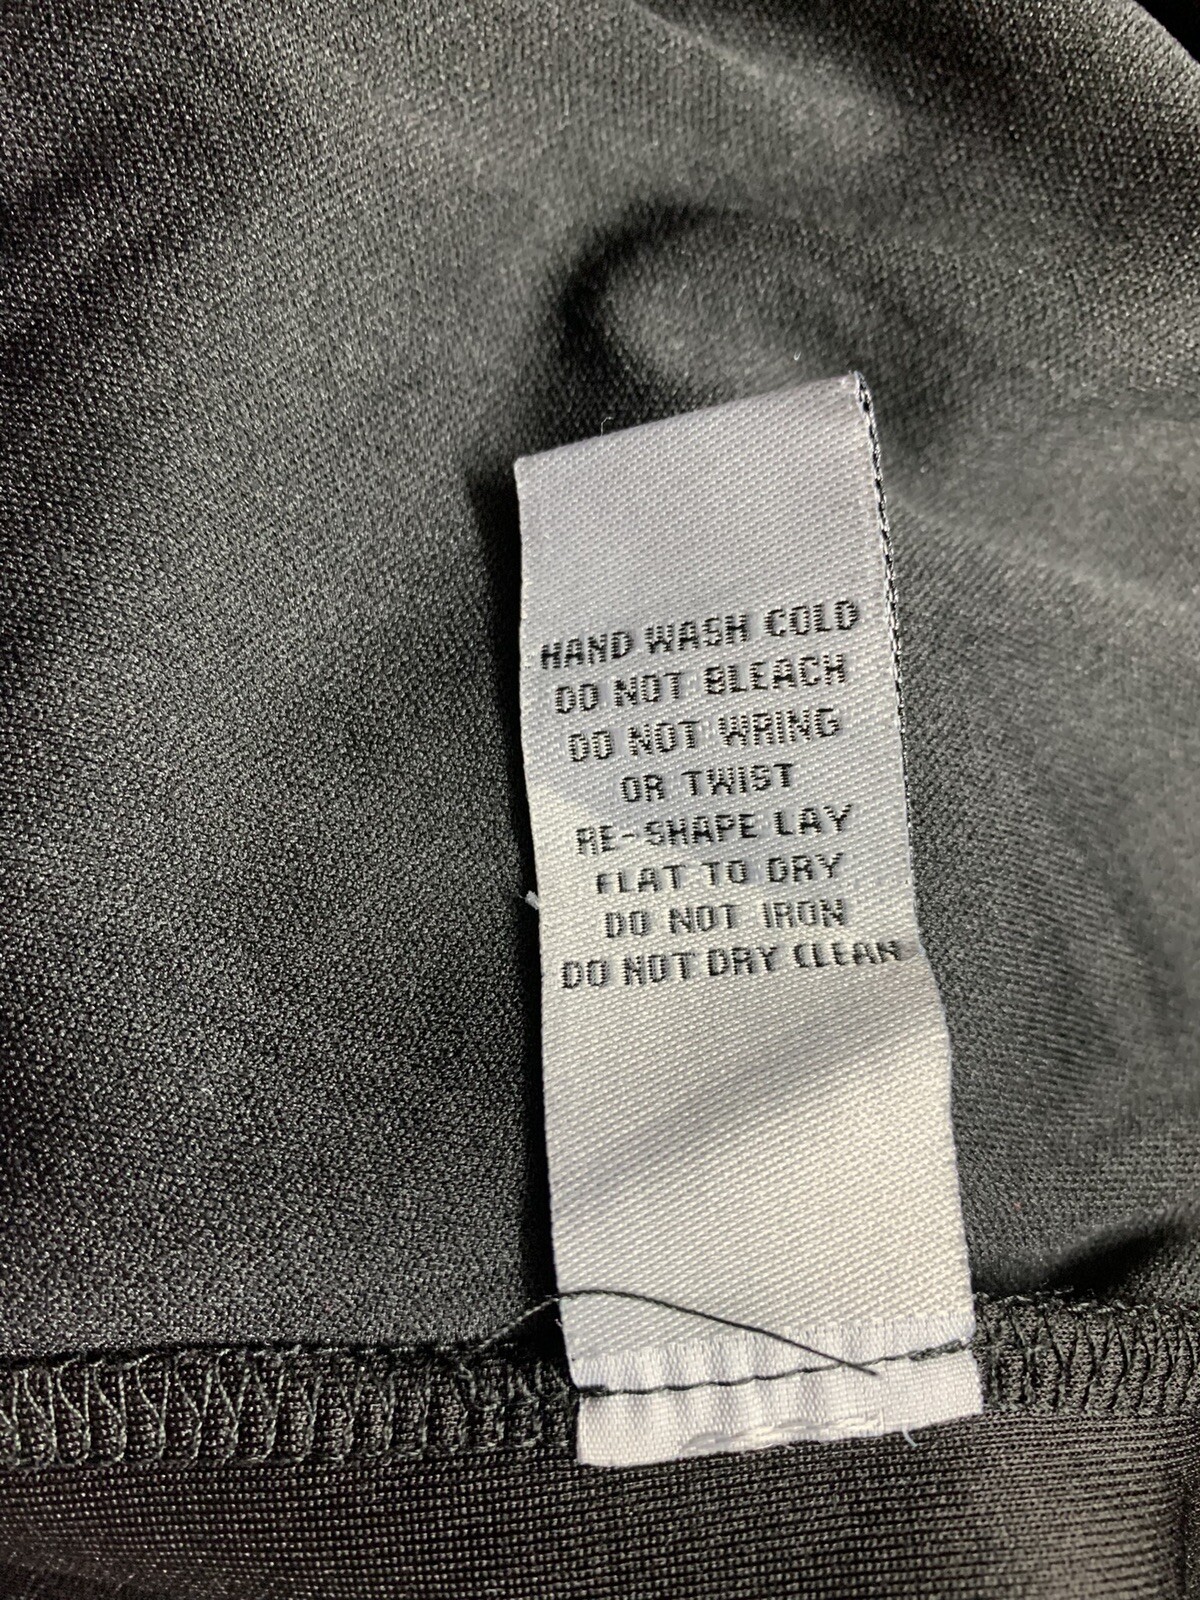 HAND WASH COLD
DO NOT BLEACH
DO NOT WRING
OR TWIST
RE-SHAPE LAY
FLAT TO DRY
DO NOT IRON
DO NOT DRY CLEAN